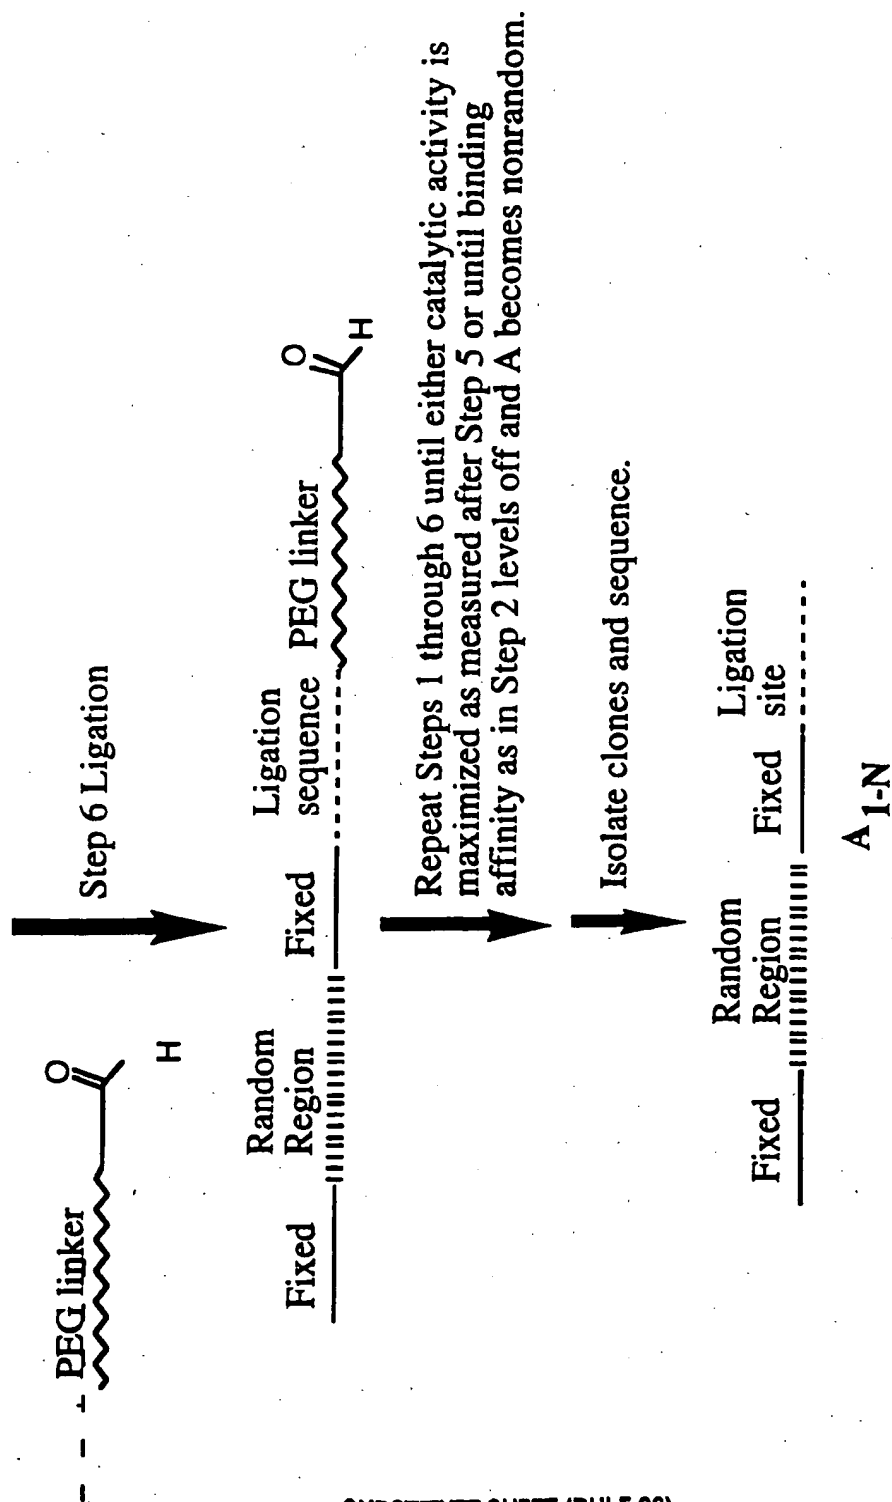 PEG linker
O
H
Step 6 Ligation
Fixed
Random
Region
Fixed
Ligation
sequence
PEG linker
O
H
Repeat Steps 1 through 6 until either catalytic activity is
maximized as measured after Step 5 or until binding
affinity as in Step 2 levels off and A becomes nonrandom.
Isolate clones and sequence.
Fixed
Random
Region
Fixed
Ligation
site
A 1-N